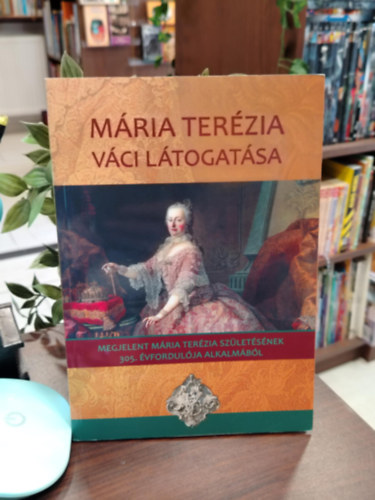 MÁRIA TERÉZIA
VÁCI LÁTOGATÁSA
MEGJELENT MÁRIA TERÉZIA SZÜLETÉSÉNEK
305. ÉVFORDULÓJA ALKALMÁBÓL